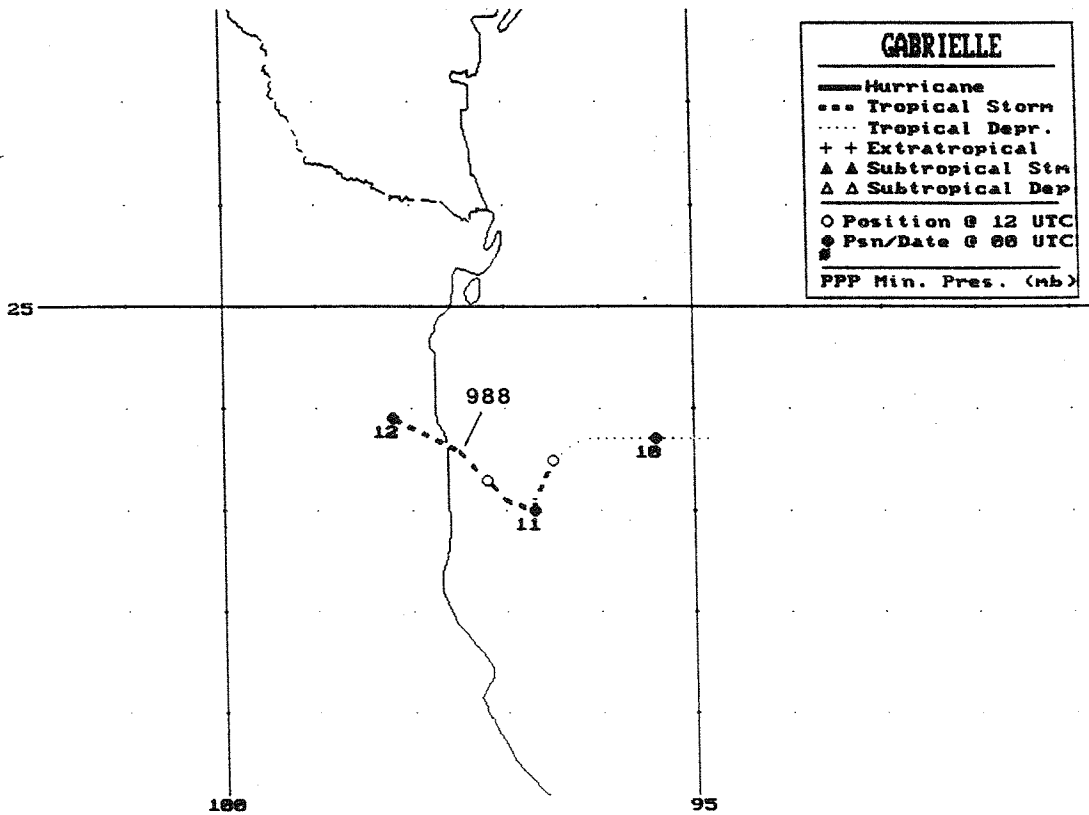 GABRIELLE
Hurricane
Tropical Storm
Tropical Depr.
+ + Extratropical
▲ ▲ Subtropical Stm
△ △ Subtropical Dep
○ Position @ 12 UTC
● Psn/Date @ 00 UTC
#
PPP Min. Pres. (mb)
25
988
12
10
11
100
95